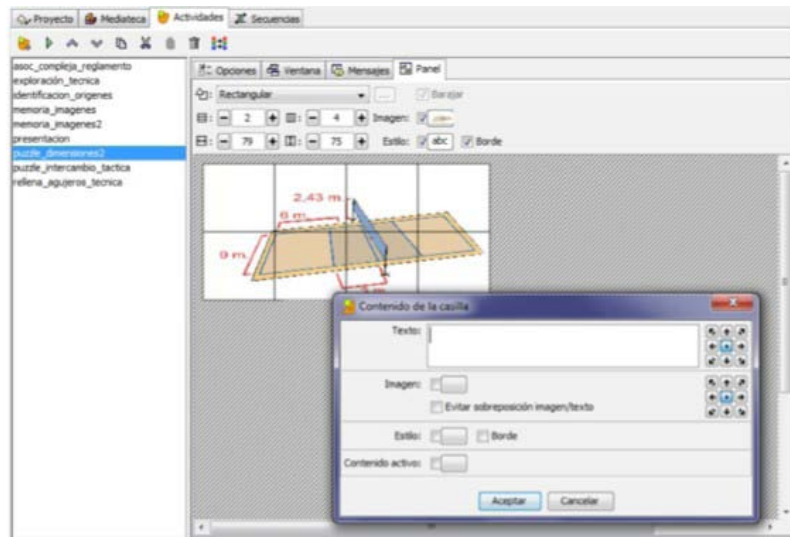 Proyecto Mediateca Actividades Secuencias
asoc_compleja_reglamento
exploración_tecnica
identificacion_origenes
memoria_imagenes
memoria_imagenes2
presentacion
puzzle_dimensiones2
puzzle_intercambio_tactica
rellena_agujeros_tecnica
Opciones Ventana Mensajes Panel
Rectangular ... Barajar
2 4 Imagen:
79 75 Estilo: abc Borde
2,43 m.
6 m.
9 m.
Contenido de la casilla
Texto:
Imagen:
Evitar sobreposición imagen/texto
Estilo: Borde
Contenido activo:
Aceptar Cancelar